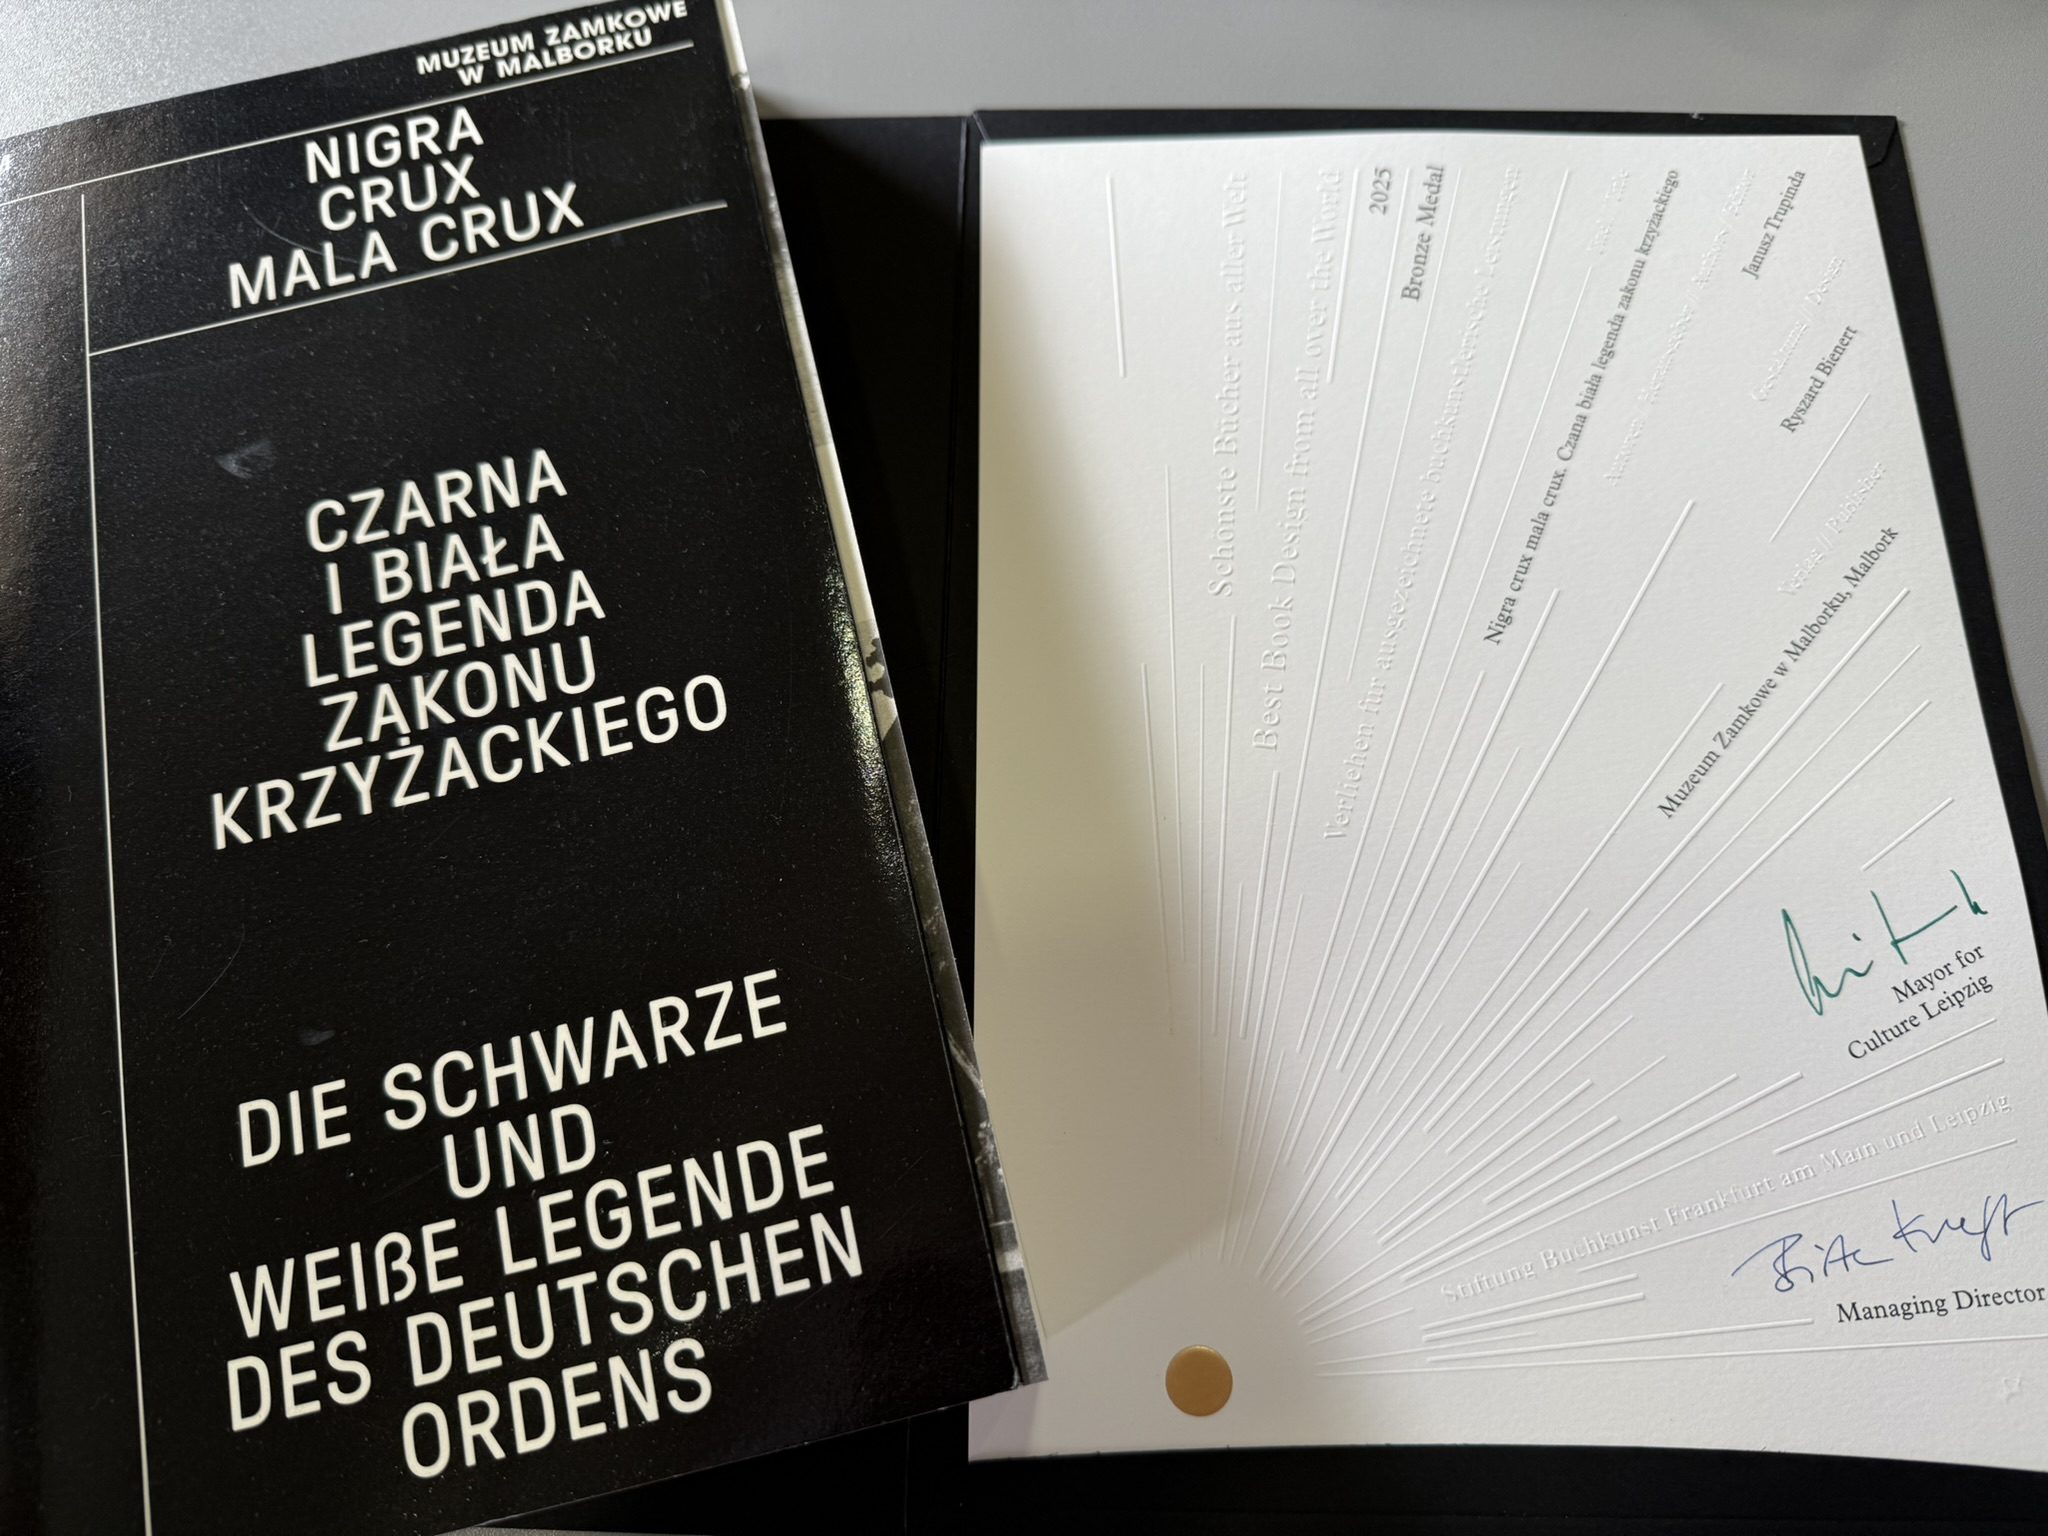 MUZEUM ZAMKOWE
W MALBORKU
NIGRA
CRUX
MALA CRUX
CZARNA
I BIAŁA
LEGENDA
ZAKONU
KRZYŻACKIEGO
DIE SCHWARZE
UND
WEIßE LEGENDE
DES DEUTSCHEN
ORDENS
Schönste Bücher aus aller Welt
Best Book Design from all over the World
2025
Bronze Medal
Verliehen für ausgezeichnete buchkünstlerische Leistungen
Nigra crux mala crux. Czana biała legenda zakonu krzyżackiego
Janusz Trupinda
Ryszard Bienert
Verlag // Publisher
Muzeum Zamkowe w Malborku, Malbork
Mayor for
Culture Leipzig
Stiftung Buchkunst Frankfurt am Main und Leipzig
Managing Director